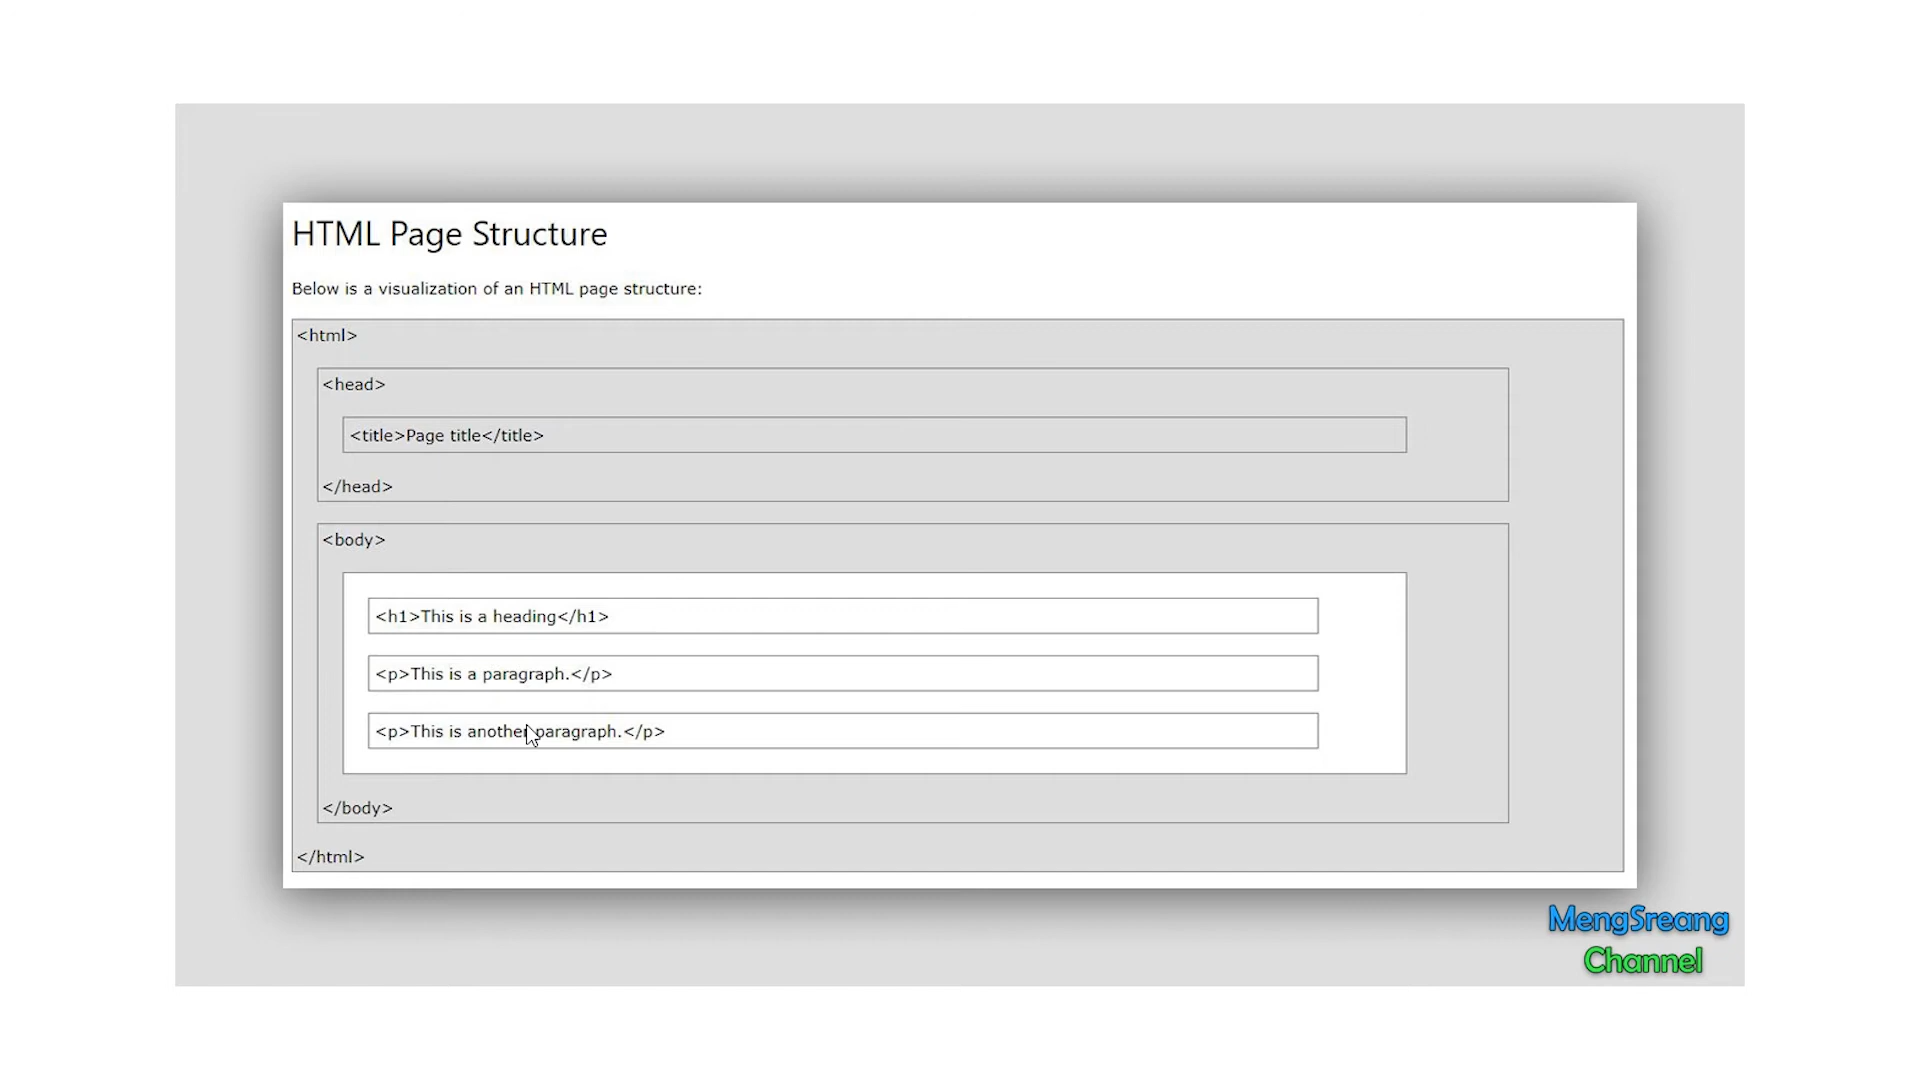 HTML Page Structure
Below is a visualization of an HTML page structure:
<html>
<head>
<title>Page title</title>
</head>
<body>
<h1>This is a heading</h1>
<p>This is a paragraph.</p>
<p>This is another paragraph.</p>
</body>
</html>
MengSreang
Channel